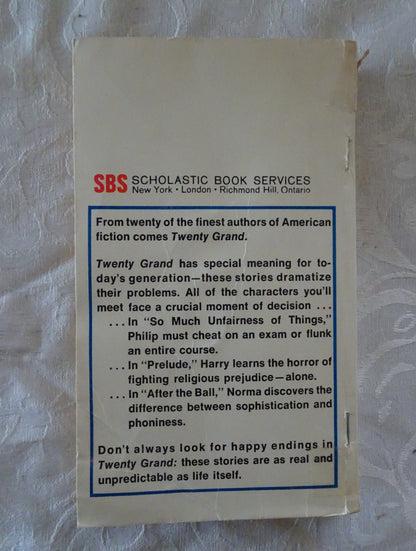 SBS SCHOLASTIC BOOK SERVICES
New York • London • Richmond Hill, Ontario
From twenty of the finest authors of American
fiction comes Twenty Grand.
Twenty Grand has special meaning for to-
day's generation—these stories dramatize
their problems. All of the characters you'll
meet face a crucial moment of decision ...
... In “So Much Unfairness of Things,”
Philip must cheat on an exam or flunk
an entire course.
... In “Prelude,” Harry learns the horror of
fighting religious prejudice—alone.
... In “After the Ball,” Norma discovers the
difference between sophistication and
phoniness.
Don't always look for happy endings in
Twenty Grand: these stories are as real and
unpredictable as life itself.